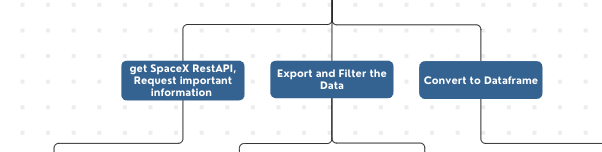 get SpaceX RestAPI,
Request important
information
Export and Filter the
Data
Convert to Dataframe